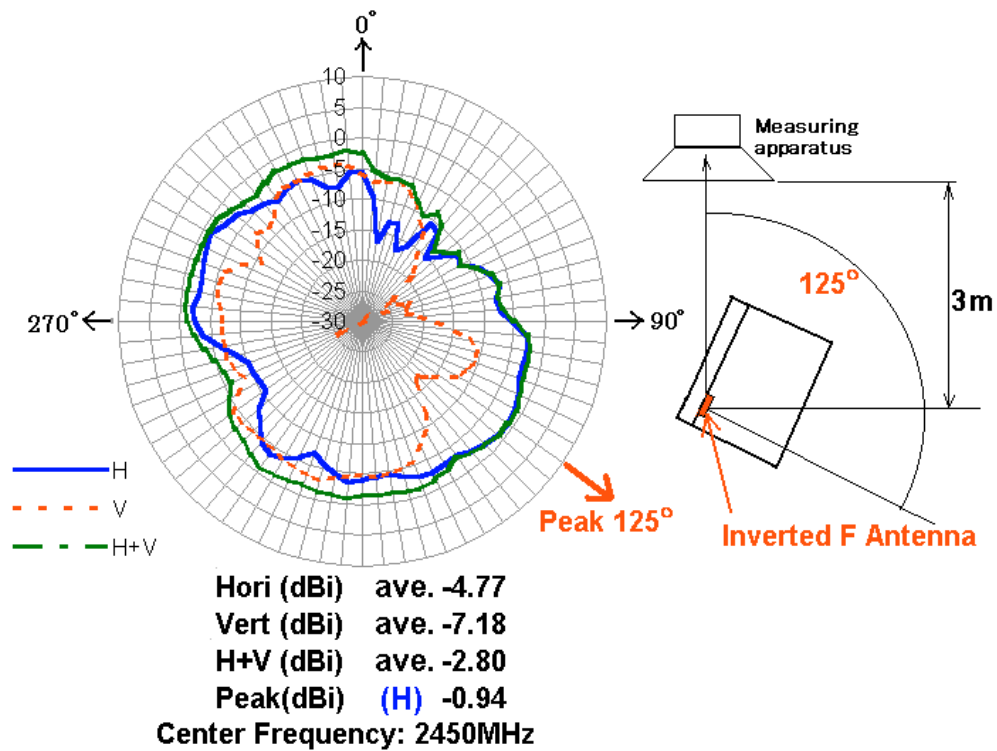 0°
10
5
0
-5
-10
-15
-20
-25
-30
270°
90°
H
V
H+V
Peak 125°
Measuring
apparatus
125°
3m
Inverted F Antenna
Hori (dBi) ave. -4.77
Vert (dBi) ave. -7.18
H+V (dBi) ave. -2.80
Peak(dBi) (H) -0.94
Center Frequency: 2450MHz